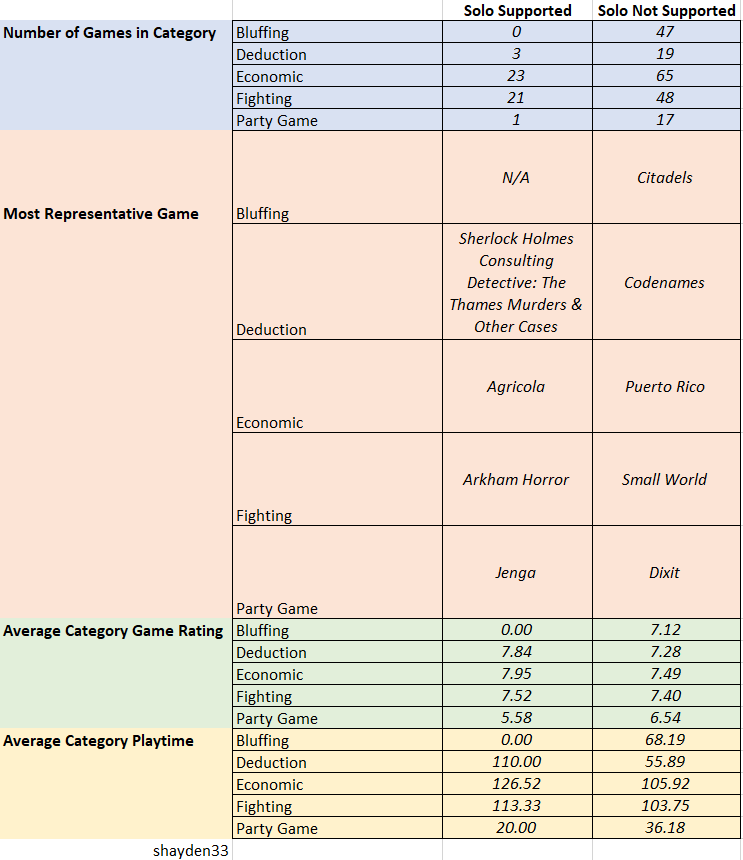 Solo Supported Solo Not Supported
Number of Games in Category Bluffing 0 47
Deduction 3 19
Economic 23 65
Fighting 21 48
Party Game 1 17
N/A Citadels
Most Representative Game Bluffing
Sherlock Holmes
Consulting
Detective: The Codenames
Thames Murders &
Other Cases
Deduction
Agricola Puerto Rico
Economic
Arkham Horror Small World
Fighting
Jenga Dixit
Party Game
Average Category Game Rating Bluffing 0.00 7.12
Deduction 7.84 7.28
Economic 7.95 7.49
Fighting 7.52 7.40
Party Game 5.58 6.54
Average Category Playtime Bluffing 0.00 68.19
Deduction 110.00 55.89
Economic 126.52 105.92
Fighting 113.33 103.75
Party Game 20.00 36.18
shayden33